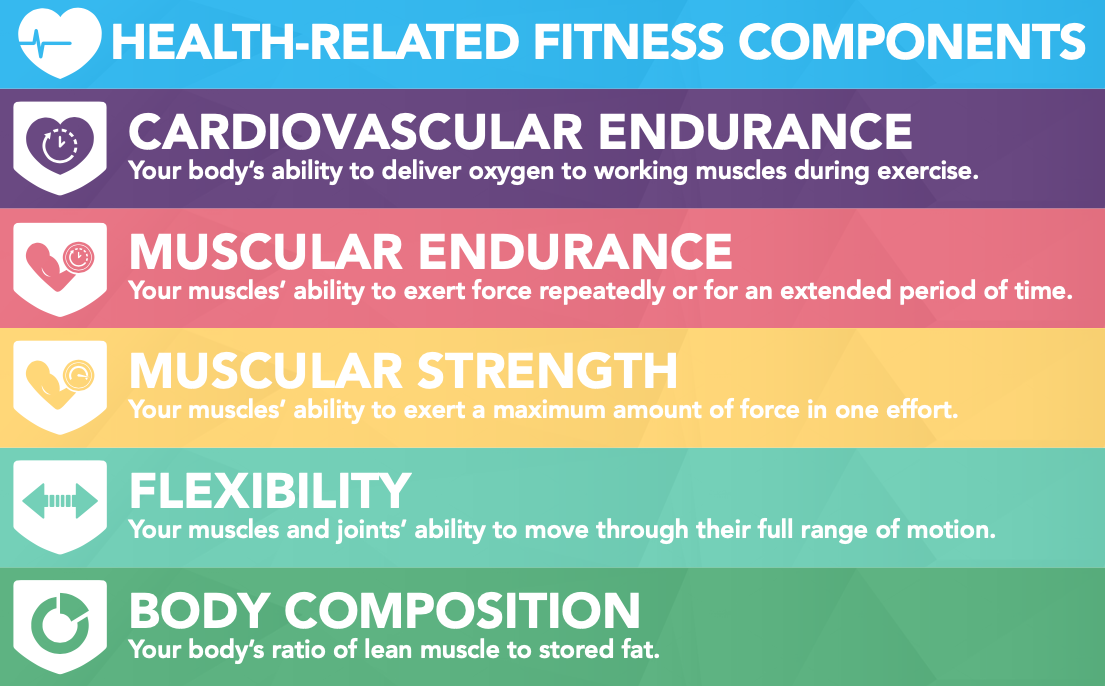 HEALTH-RELATED FITNESS COMPONENTS
CARDIOVASCULAR ENDURANCE
Your body’s ability to deliver oxygen to working muscles during exercise.
MUSCULAR ENDURANCE
Your muscles’ ability to exert force repeatedly or for an extended period of time.
MUSCULAR STRENGTH
Your muscles’ ability to exert a maximum amount of force in one effort.
FLEXIBILITY
Your muscles and joints’ ability to move through their full range of motion.
BODY COMPOSITION
Your body’s ratio of lean muscle to stored fat.